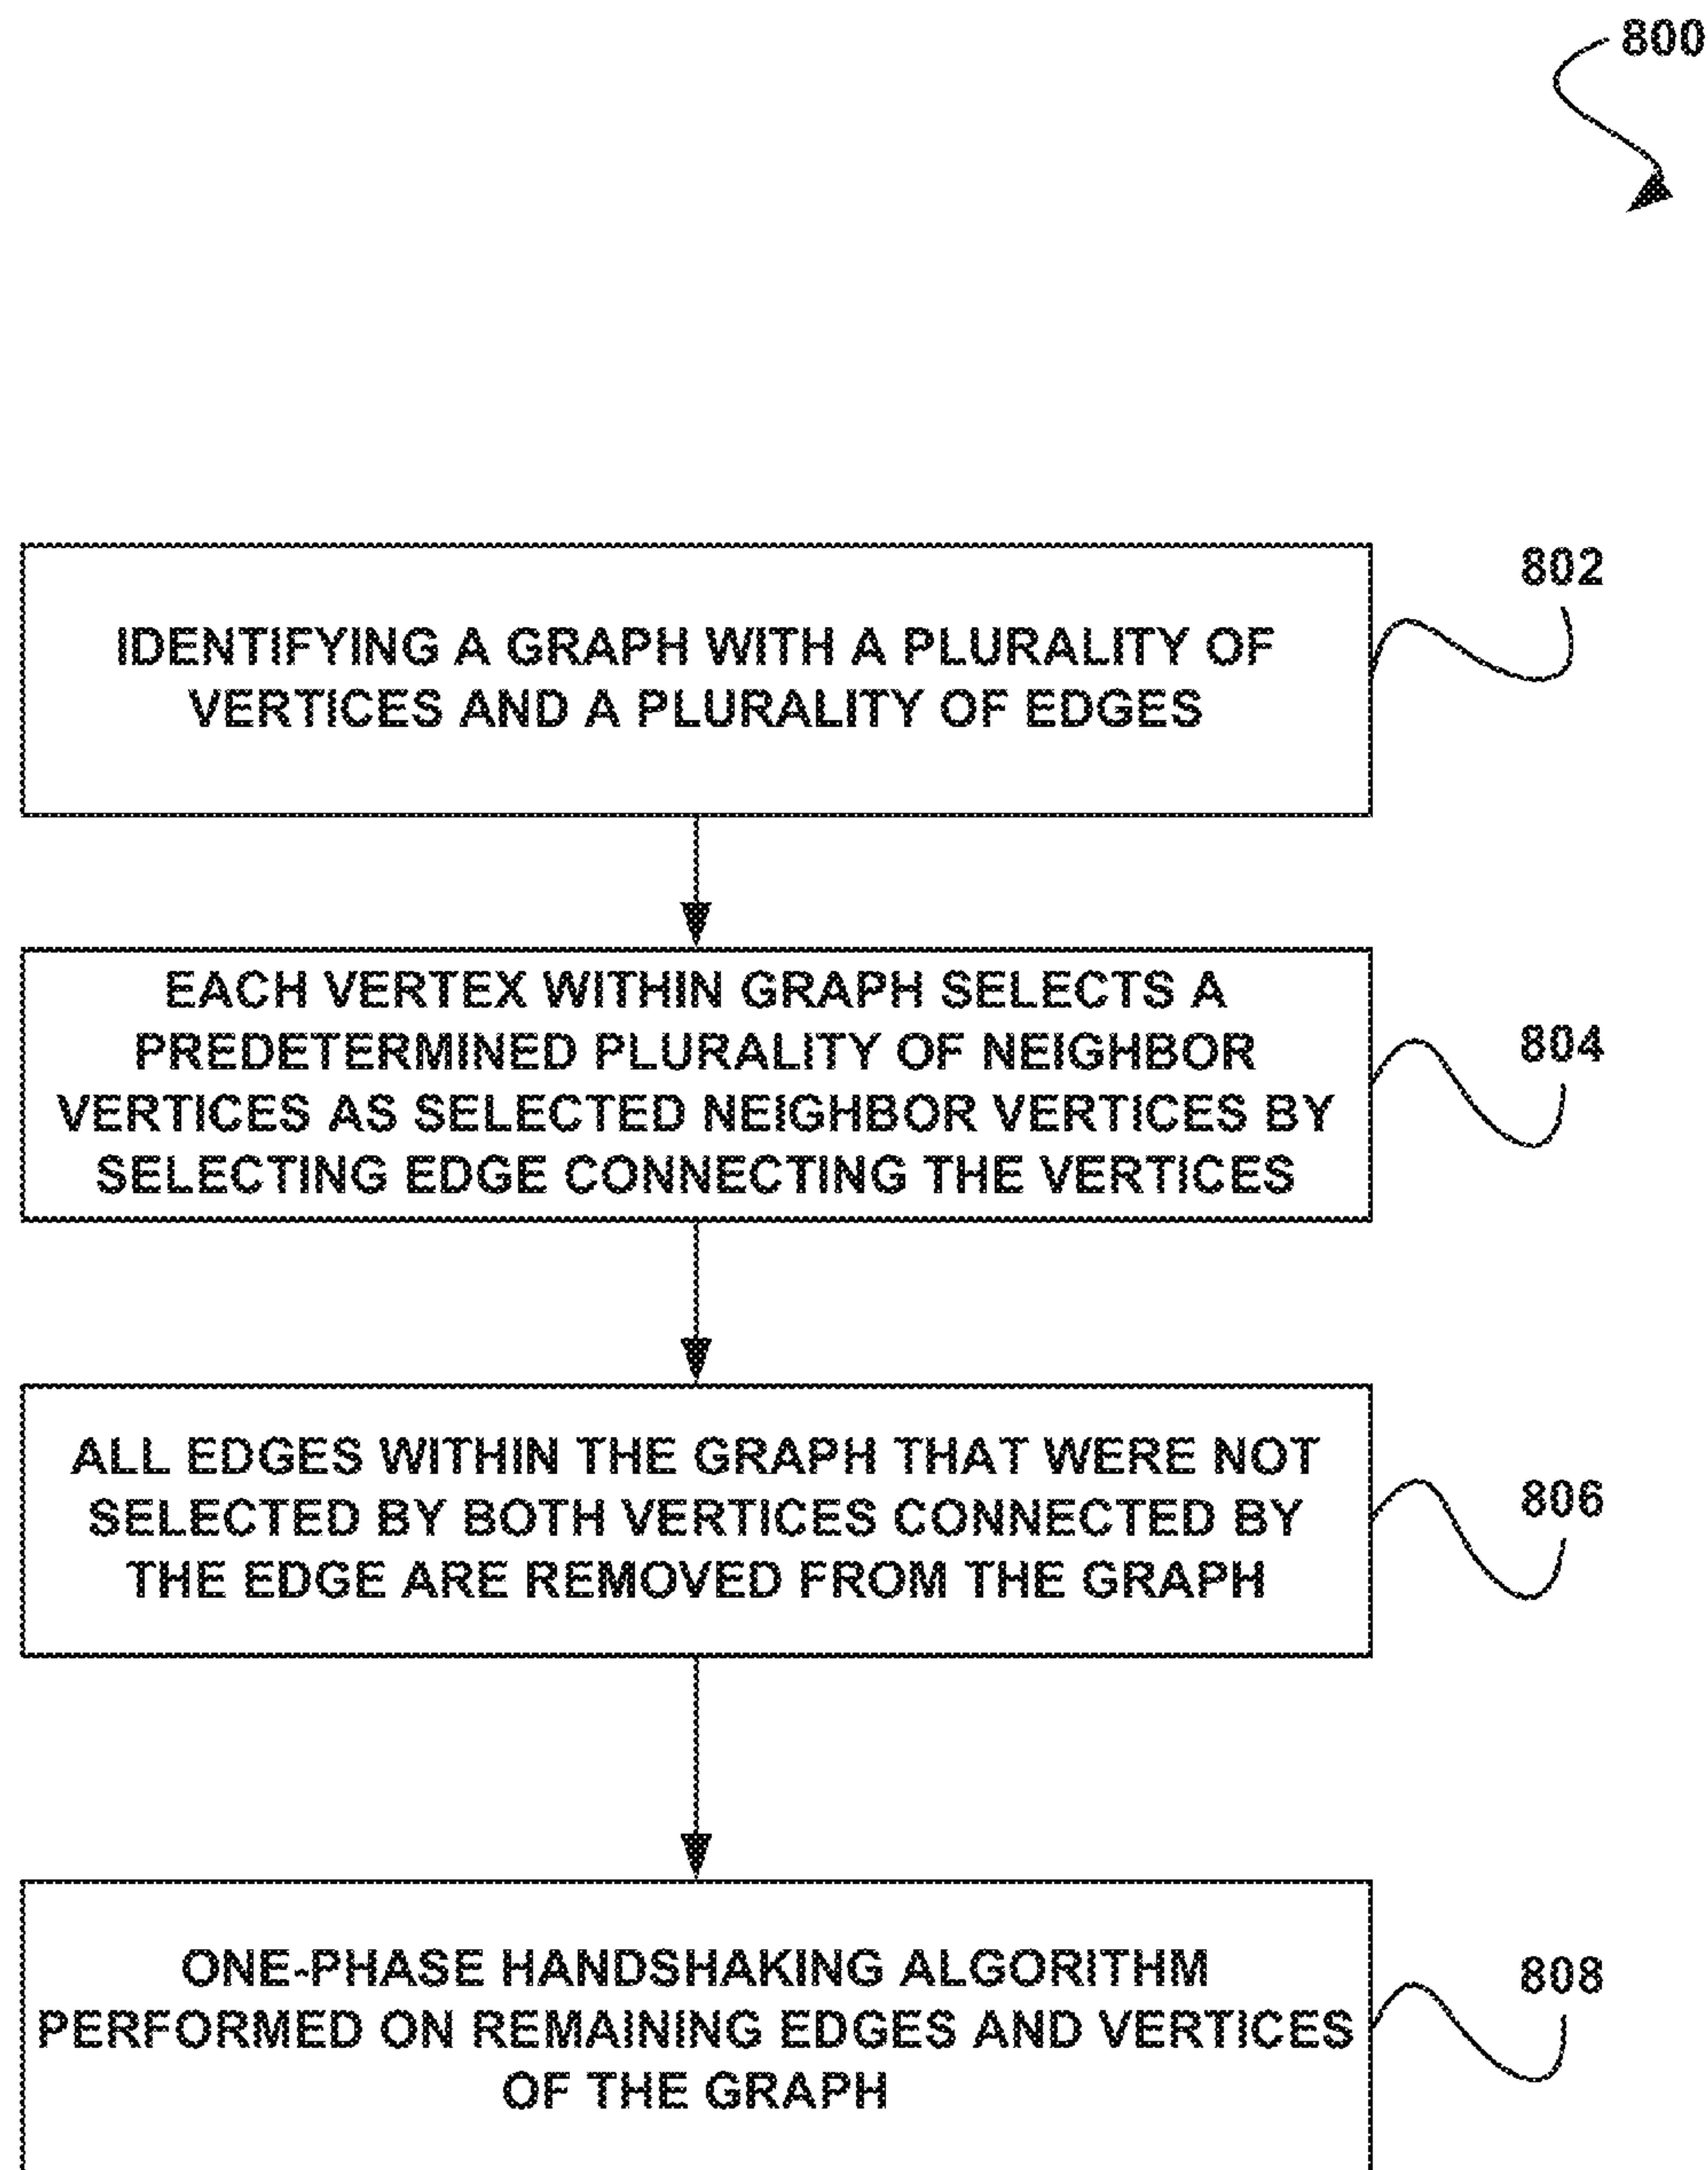 800
802
IDENTIFYING A GRAPH WITH A PLURALITY OF
VERTICES AND A PLURALITY OF EDGES
804
EACH VERTEX WITHIN GRAPH SELECTS A
PREDETERMINED PLURALITY OF NEIGHBOR
VERTICES AS SELECTED NEIGHBOR VERTICES BY
SELECTING EDGE CONNECTING THE VERTICES
806
ALL EDGES WITHIN THE GRAPH THAT WERE NOT
SELECTED BY BOTH VERTICES CONNECTED BY
THE EDGE ARE REMOVED FROM THE GRAPH
808
ONE-PHASE HANDSHAKING ALGORITHM
PERFORMED ON REMAINING EDGES AND VERTICES
OF THE GRAPH